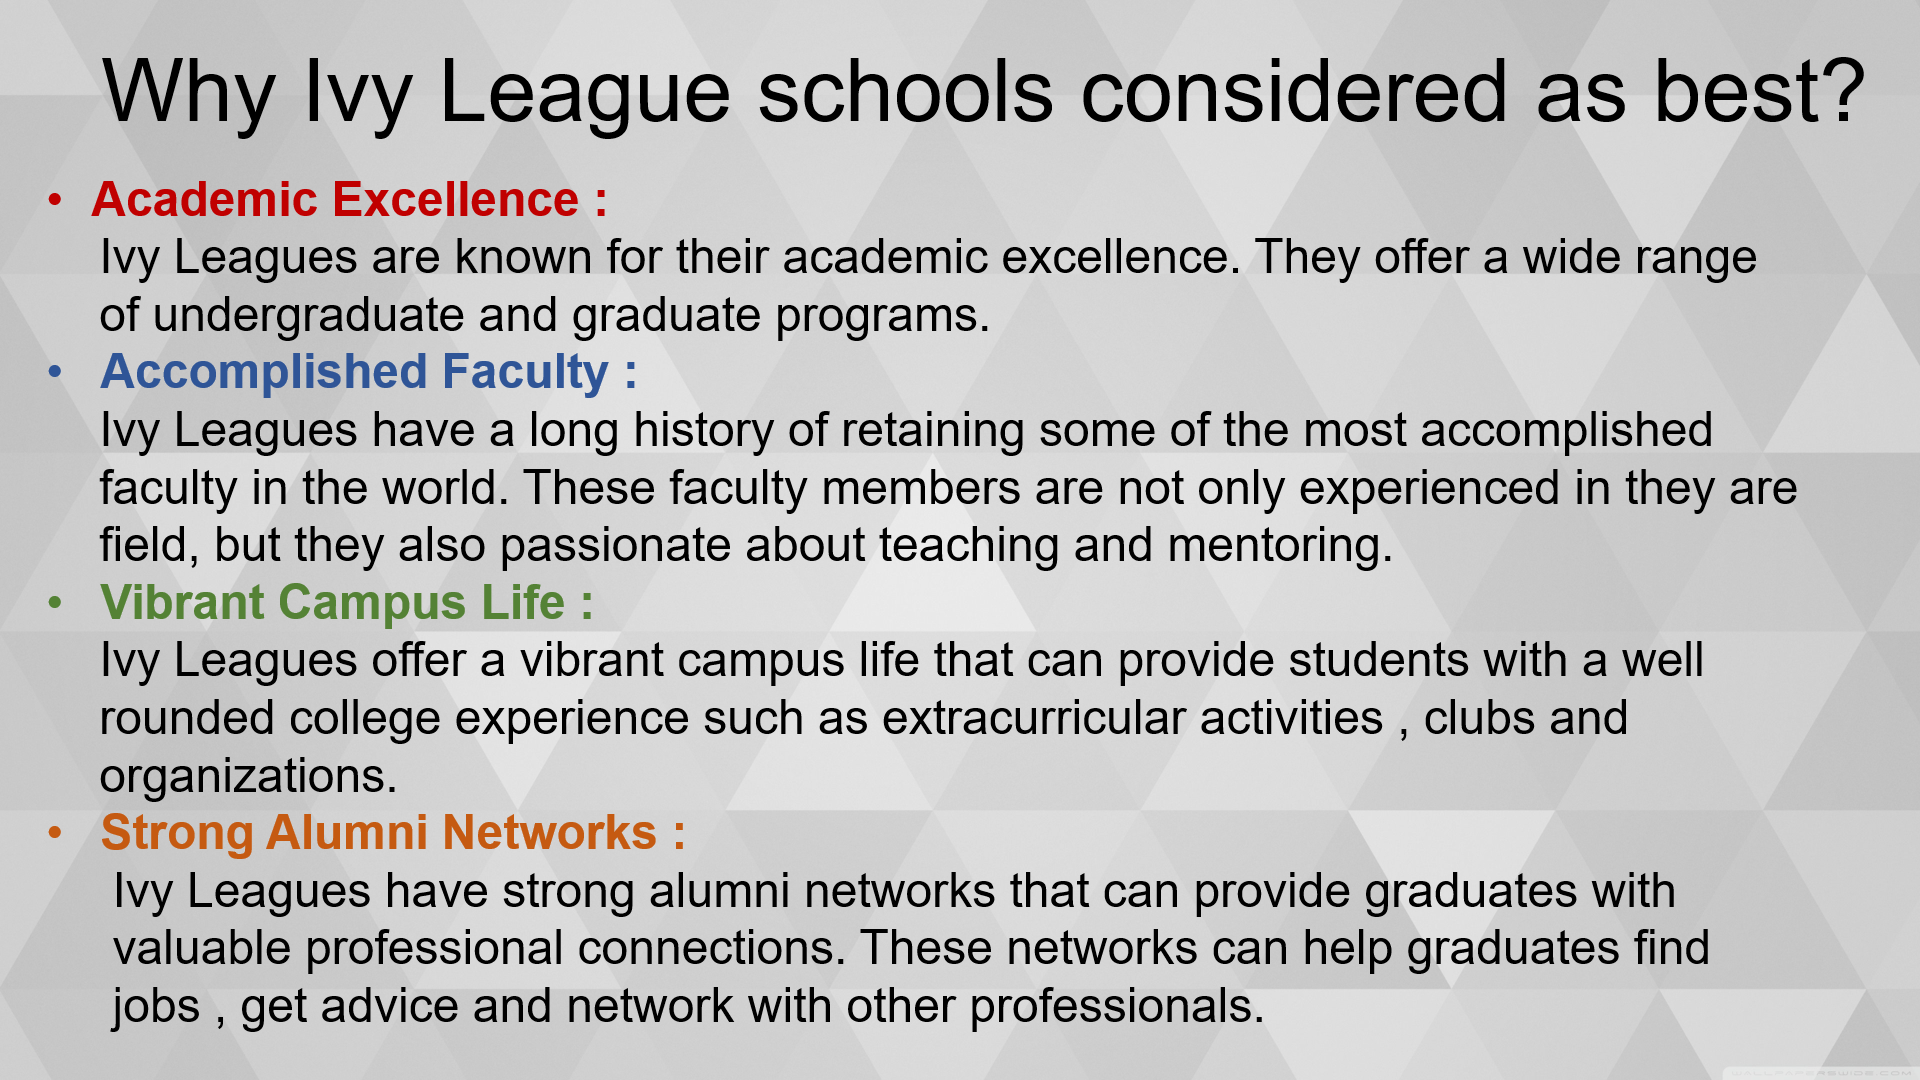 Why Ivy League schools considered as best?
• Academic Excellence :
Ivy Leagues are known for their academic excellence. They offer a wide range
of undergraduate and graduate programs.
• Accomplished Faculty :
Ivy Leagues have a long history of retaining some of the most accomplished
faculty in the world. These faculty members are not only experienced in they are
field, but they also passionate about teaching and mentoring.
• Vibrant Campus Life :
Ivy Leagues offer a vibrant campus life that can provide students with a well
rounded college experience such as extracurricular activities , clubs and
organizations.
• Strong Alumni Networks :
Ivy Leagues have strong alumni networks that can provide graduates with
valuable professional connections. These networks can help graduates find
jobs , get advice and network with other professionals.